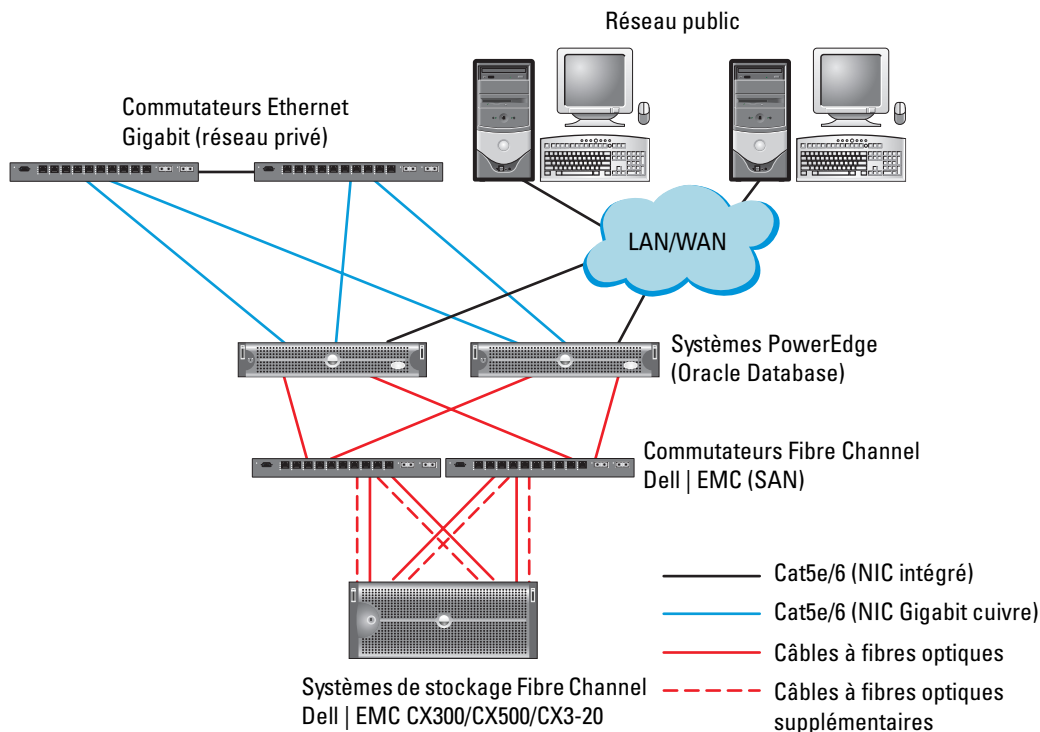 Réseau public
Commutateurs Ethernet
Gigabit (réseau privé)
LAN/WAN
Systèmes PowerEdge
(Oracle Database)
Commutateurs Fibre Channel
Dell | EMC (SAN)
Cat5e/6 (NIC intégré)
Cat5e/6 (NIC Gigabit cuivre)
Câbles à fibres optiques
Câbles à fibres optiques
supplémentaires
Systèmes de stockage Fibre Channel
Dell | EMC CX300/CX500/CX3-20